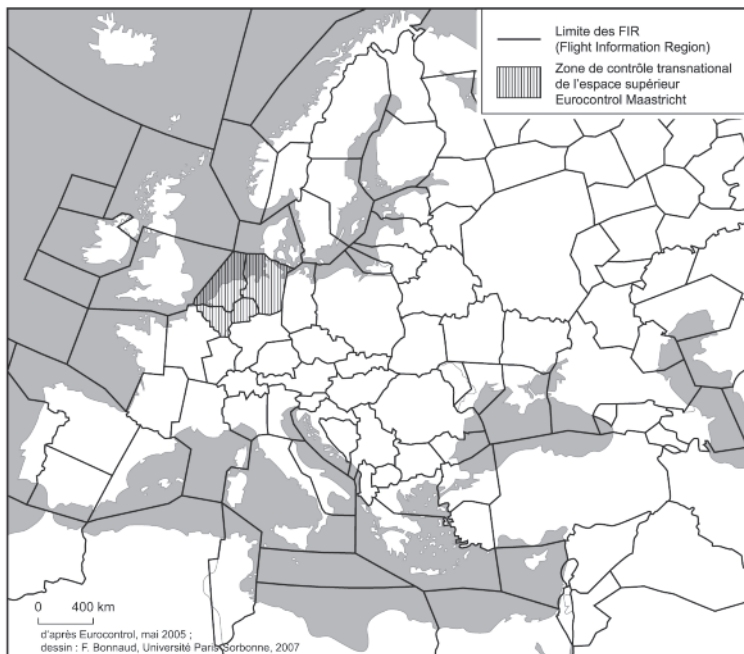 Limite des FIR
(Flight Information Region)
Zone de contrôle transnational
de l'espace supérieur
Eurocontrol Maastricht
0 400 km
d'après Eurocontrol, mai 2005 ;
dessin : F. Bonnaud, Université Paris-Sorbonne, 2007